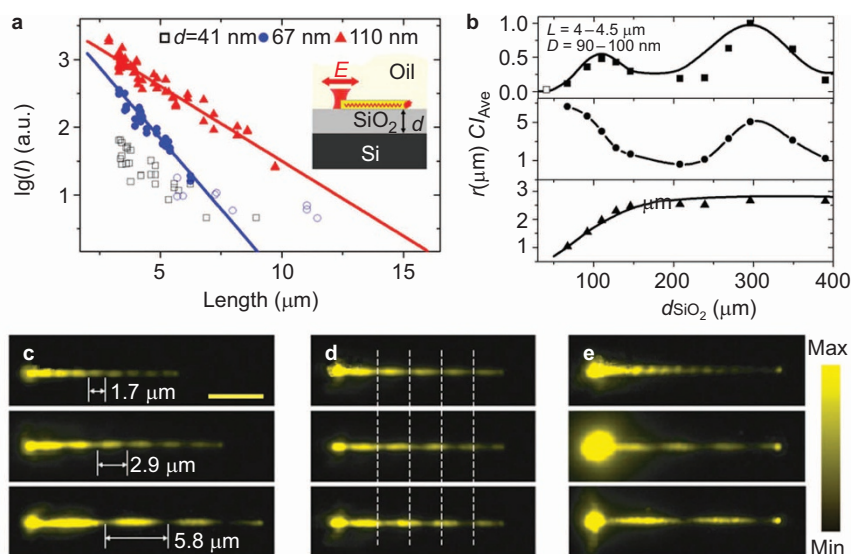 a
□ d=41 nm ● 67 nm ▲ 110 nm
3
2
1
lg(I) (a.u.)
E
Oil
SiO₂
d
Si
5
10
15
Length (μm)
b
L = 4–4.5 μm
D = 90–100 nm
1.0
0.5
0.0
5
1
3
2
1
r(μm) CI_Ave
μm
0
100
200
300
400
dSiO₂ (μm)
c
1.7 μm
2.9 μm
5.8 μm
d
e
Max
Min